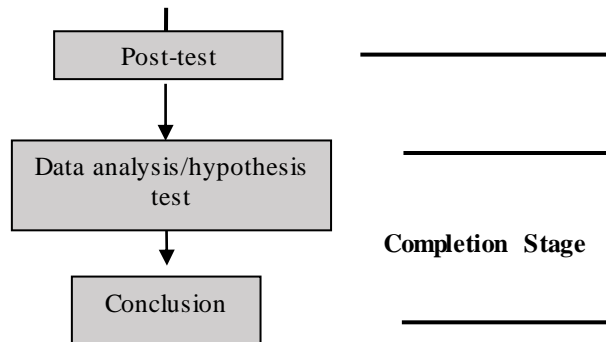 Post-test
Data analysis/hypothesis
test
Completion Stage
Conclusion